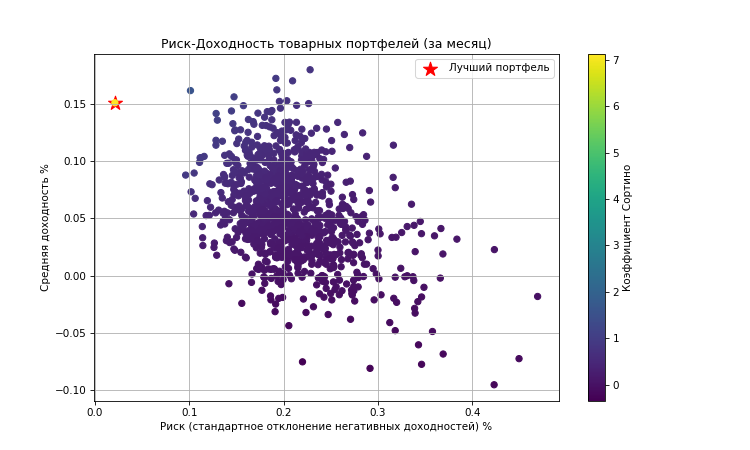 Риск-Доходность товарных портфелей (за месяц)
Лучший портфель
Средняя доходность %
0.15
0.10
0.05
0.00
−0.05
−0.10
0.0 0.1 0.2 0.3 0.4
Риск (стандартное отклонение негативных доходностей) %
7
6
5
4
3
2
1
0
Коэффициент Сортино